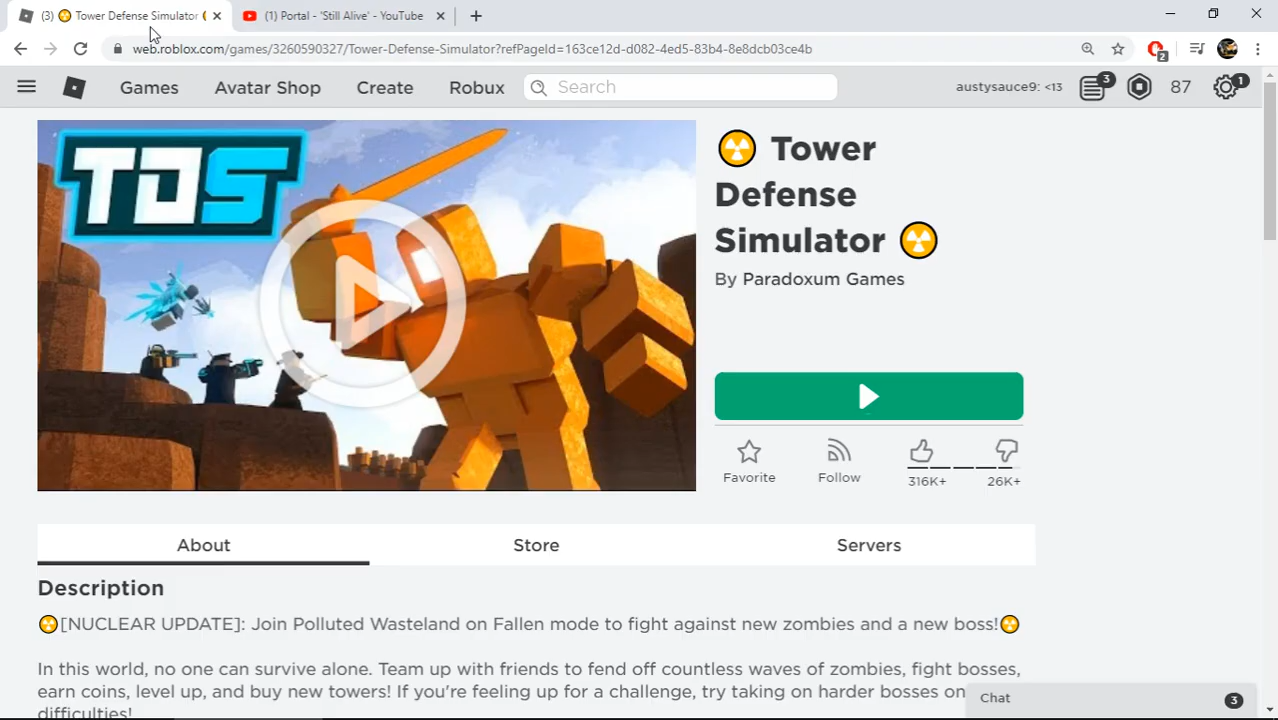 (3) ☢ Tower Defense Simulator
(1) Portal - 'Still Alive' - YouTube
web.roblox.com/games/3260590327/Tower-Defense-Simulator?refPageId=163ce12d-d082-4ed5-83b4-8e8dcb03ce4b
2
Games
Avatar Shop
Create
Roblox
Search
austysauce9: <13
3
87
1
TDS
☢ Tower
Defense
Simulator ☢
By Paradoxum Games
Favorite
Follow
316K+
26K+
About
Store
Servers
Description
☢[NUCLEAR UPDATE]: Join Polluted Wasteland on Fallen mode to fight against new zombies and a new boss!☢
In this world, no one can survive alone. Team up with friends to fend off countless waves of zombies, fight bosses,
earn coins, level up, and buy new towers! If you're feeling up for a challenge, try taking on harder bosses on
difficulties!
Chat
3